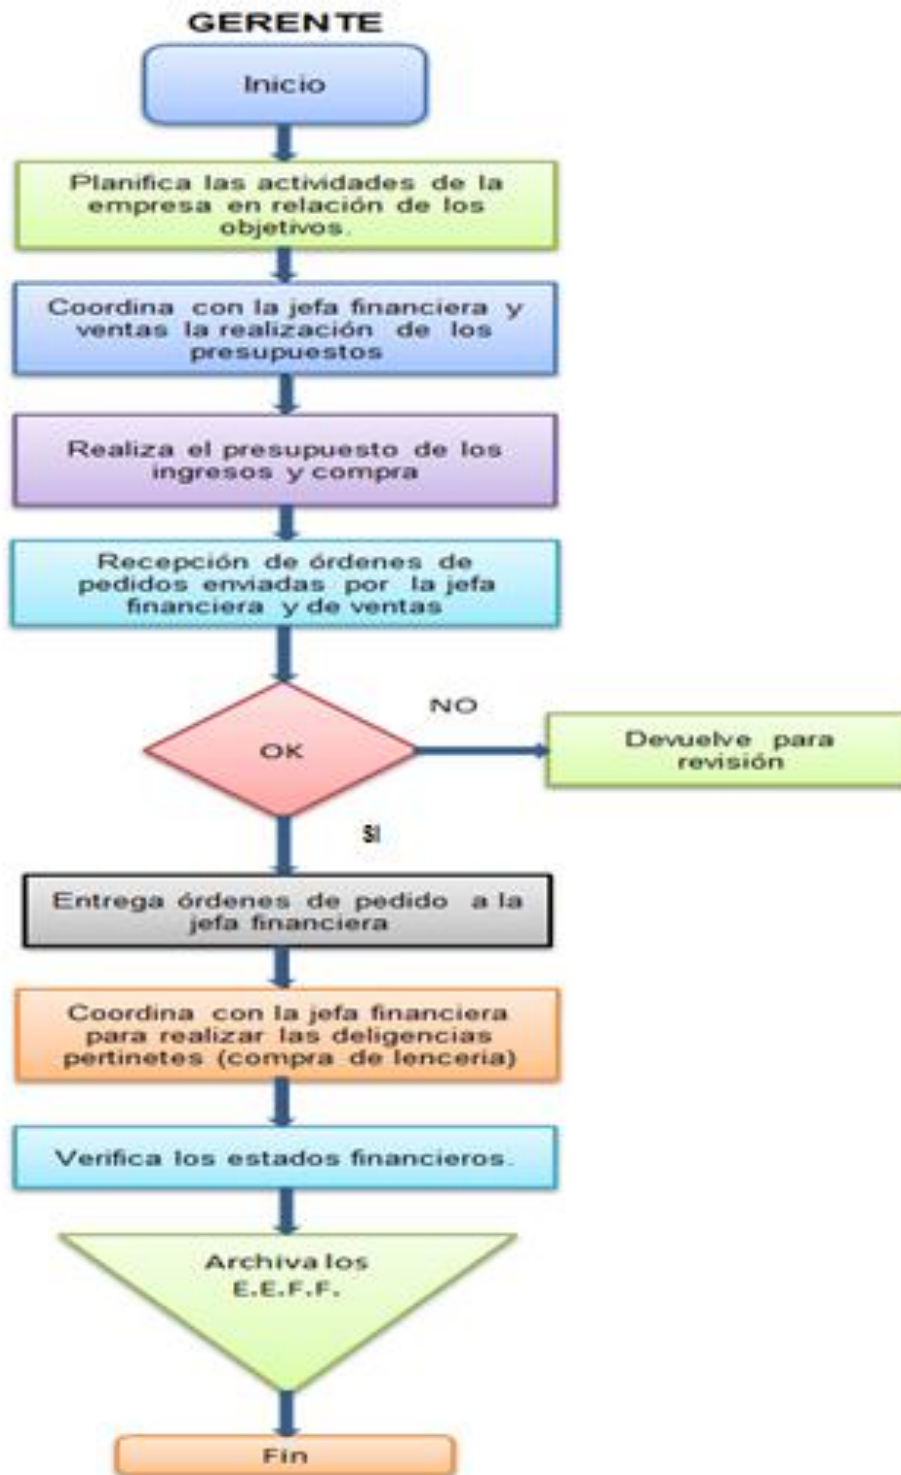 GERENTE
Inicio
Planifica las actividades de la
empresa en relación de los
objetivos.
Coordina con la jefa financiera y
ventas la realización de los
presupuestos
Realiza el presupuesto de los
ingresos y compra
Recepción de órdenes de
pedidos enviadas por la jefa
financiera y de ventas
OK
NO
Devuelve para
revisión
SI
Entrega órdenes de pedido a la
jefa financiera
Coordina con la jefa financiera
para realizar las deligencias
pertinetes (compra de lenceria)
Verifica los estados financieros.
Archiva los
E.E.F.F.
Fin